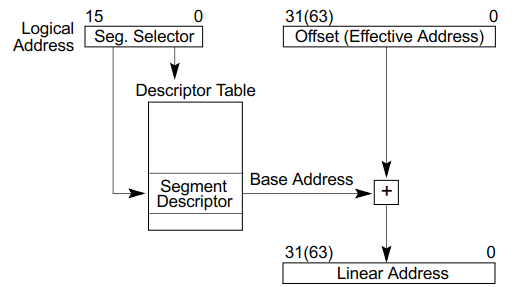 15 0
31(63) 0
Logical
Address
Seg. Selector
Offset (Effective Address)
Descriptor Table
Segment
Descriptor
Base Address
+
31(63) 0
Linear Address